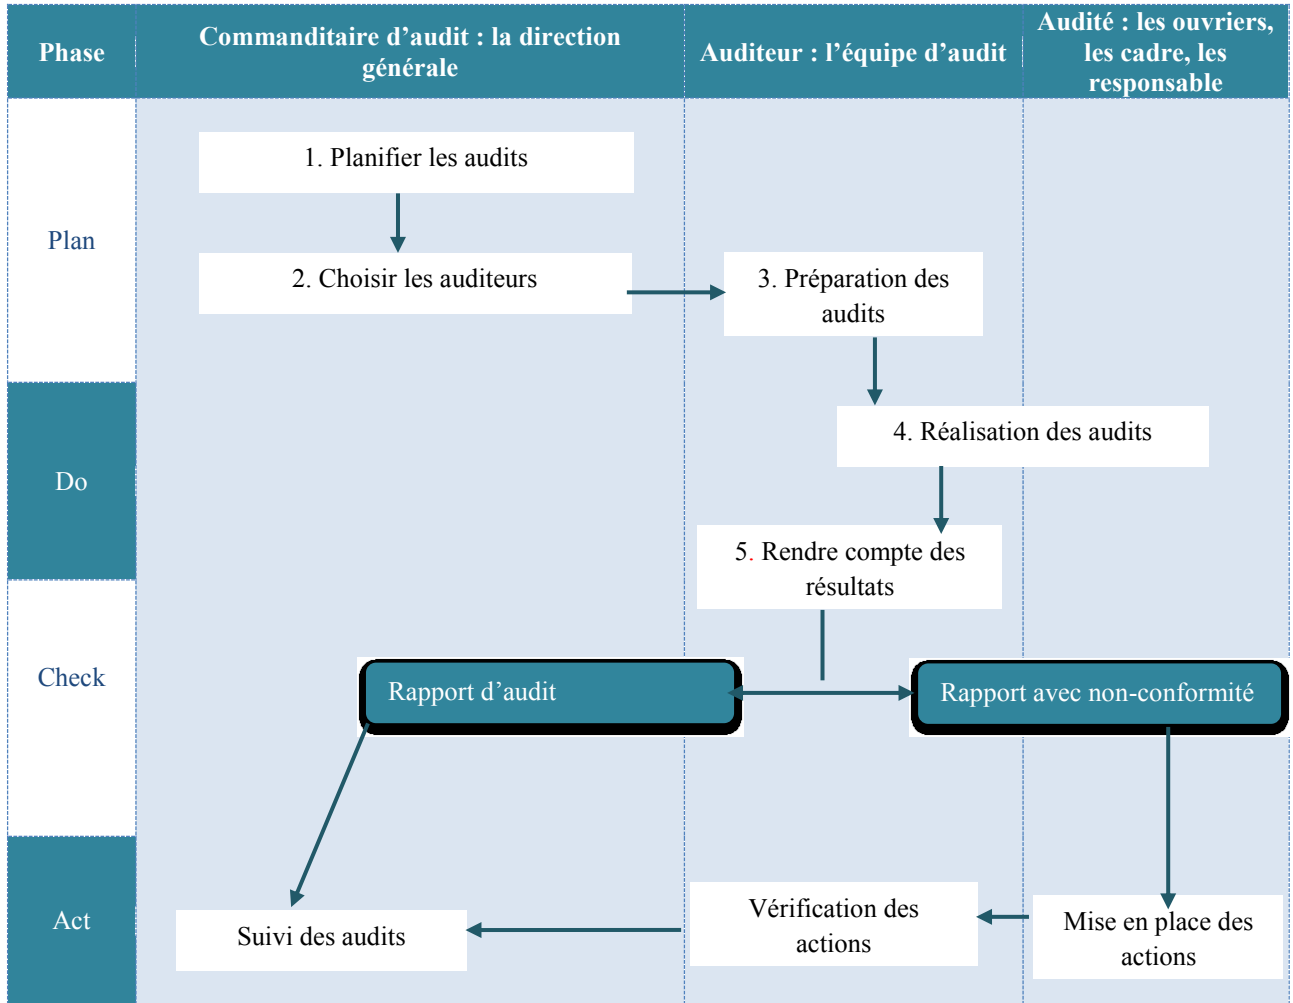 Phase
Commanditaire d’audit : la direction
générale
Auditeur : l’équipe d’audit
Audité : les ouvriers,
les cadre, les
responsable
Plan
1. Planifier les audits
2. Choisir les auditeurs
3. Préparation des
audits
Do
4. Réalisation des audits
5. Rendre compte des
résultats
Check
Rapport d’audit
Rapport avec non-conformité
Act
Suivi des audits
Vérification des
actions
Mise en place des
actions